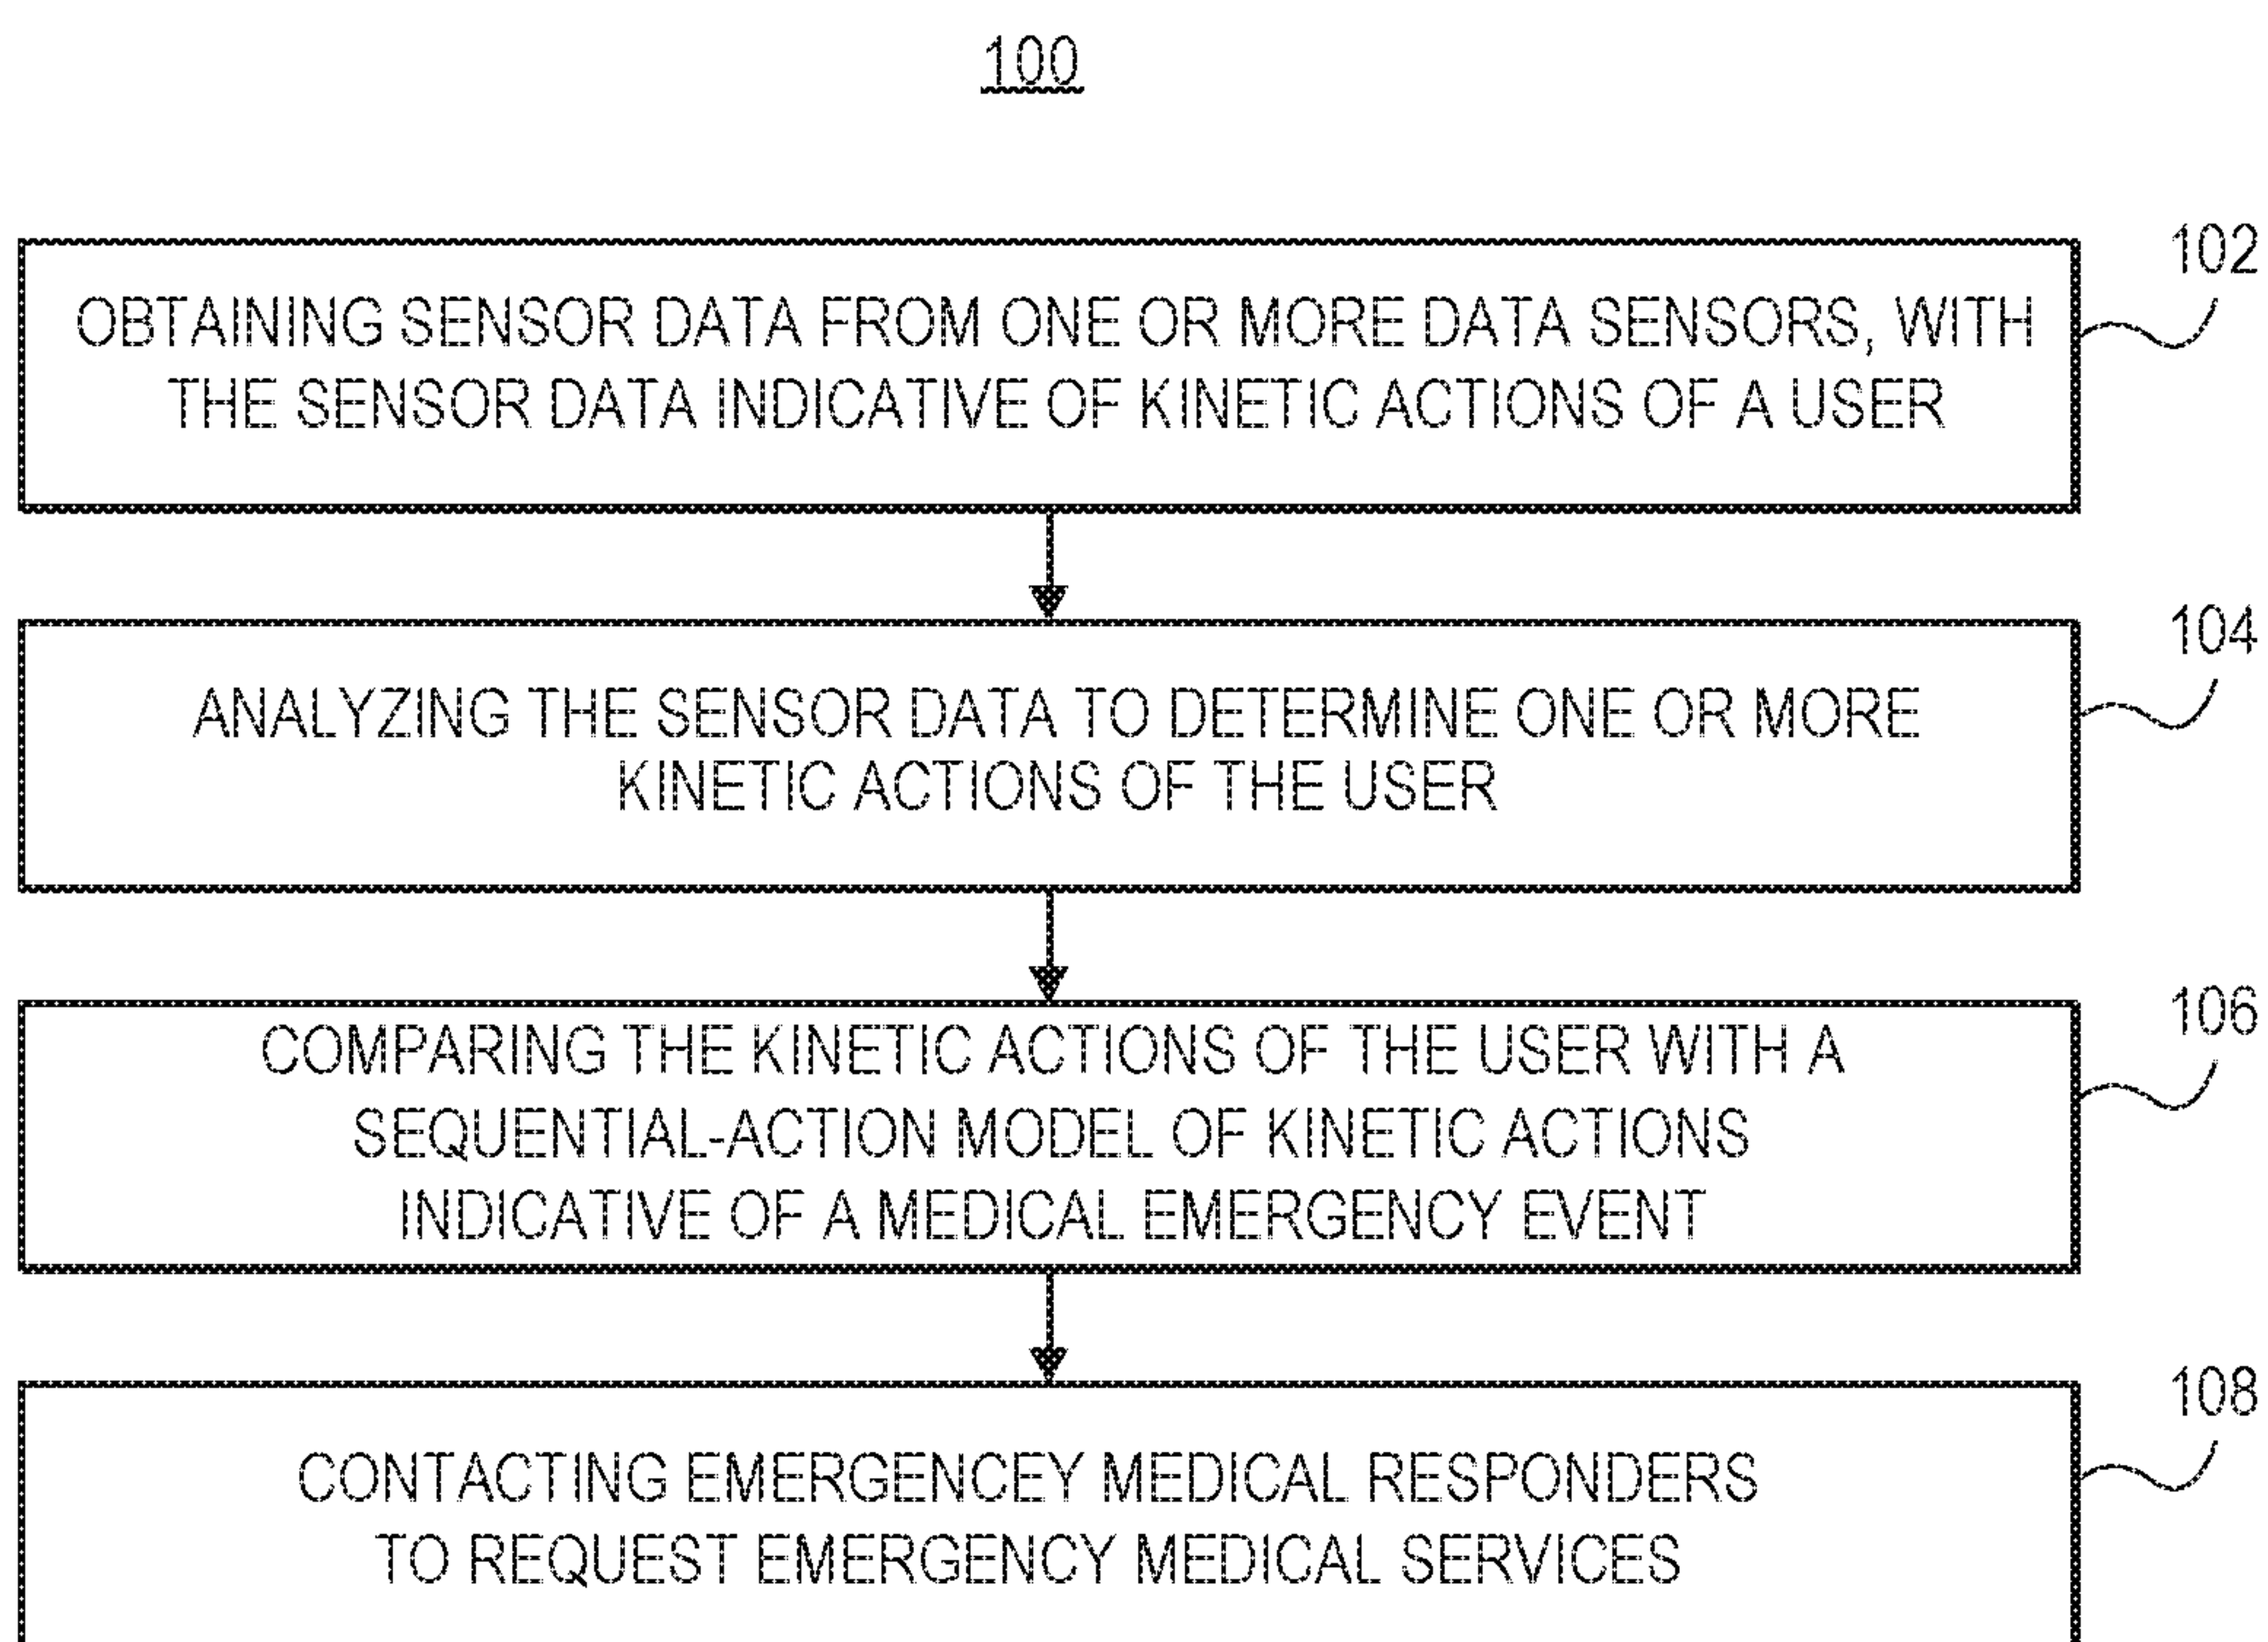 100
102
OBTAINING SENSOR DATA FROM ONE OR MORE DATA SENSORS, WITH
THE SENSOR DATA INDICATIVE OF KINETIC ACTIONS OF A USER
104
ANALYZING THE SENSOR DATA TO DETERMINE ONE OR MORE
KINETIC ACTIONS OF THE USER
106
COMPARING THE KINETIC ACTIONS OF THE USER WITH A
SEQUENTIAL-ACTION MODEL OF KINETIC ACTIONS
INDICATIVE OF A MEDICAL EMERGENCY EVENT
108
CONTACTING EMERGENCEY MEDICAL RESPONDERS
TO REQUEST EMERGENCY MEDICAL SERVICES